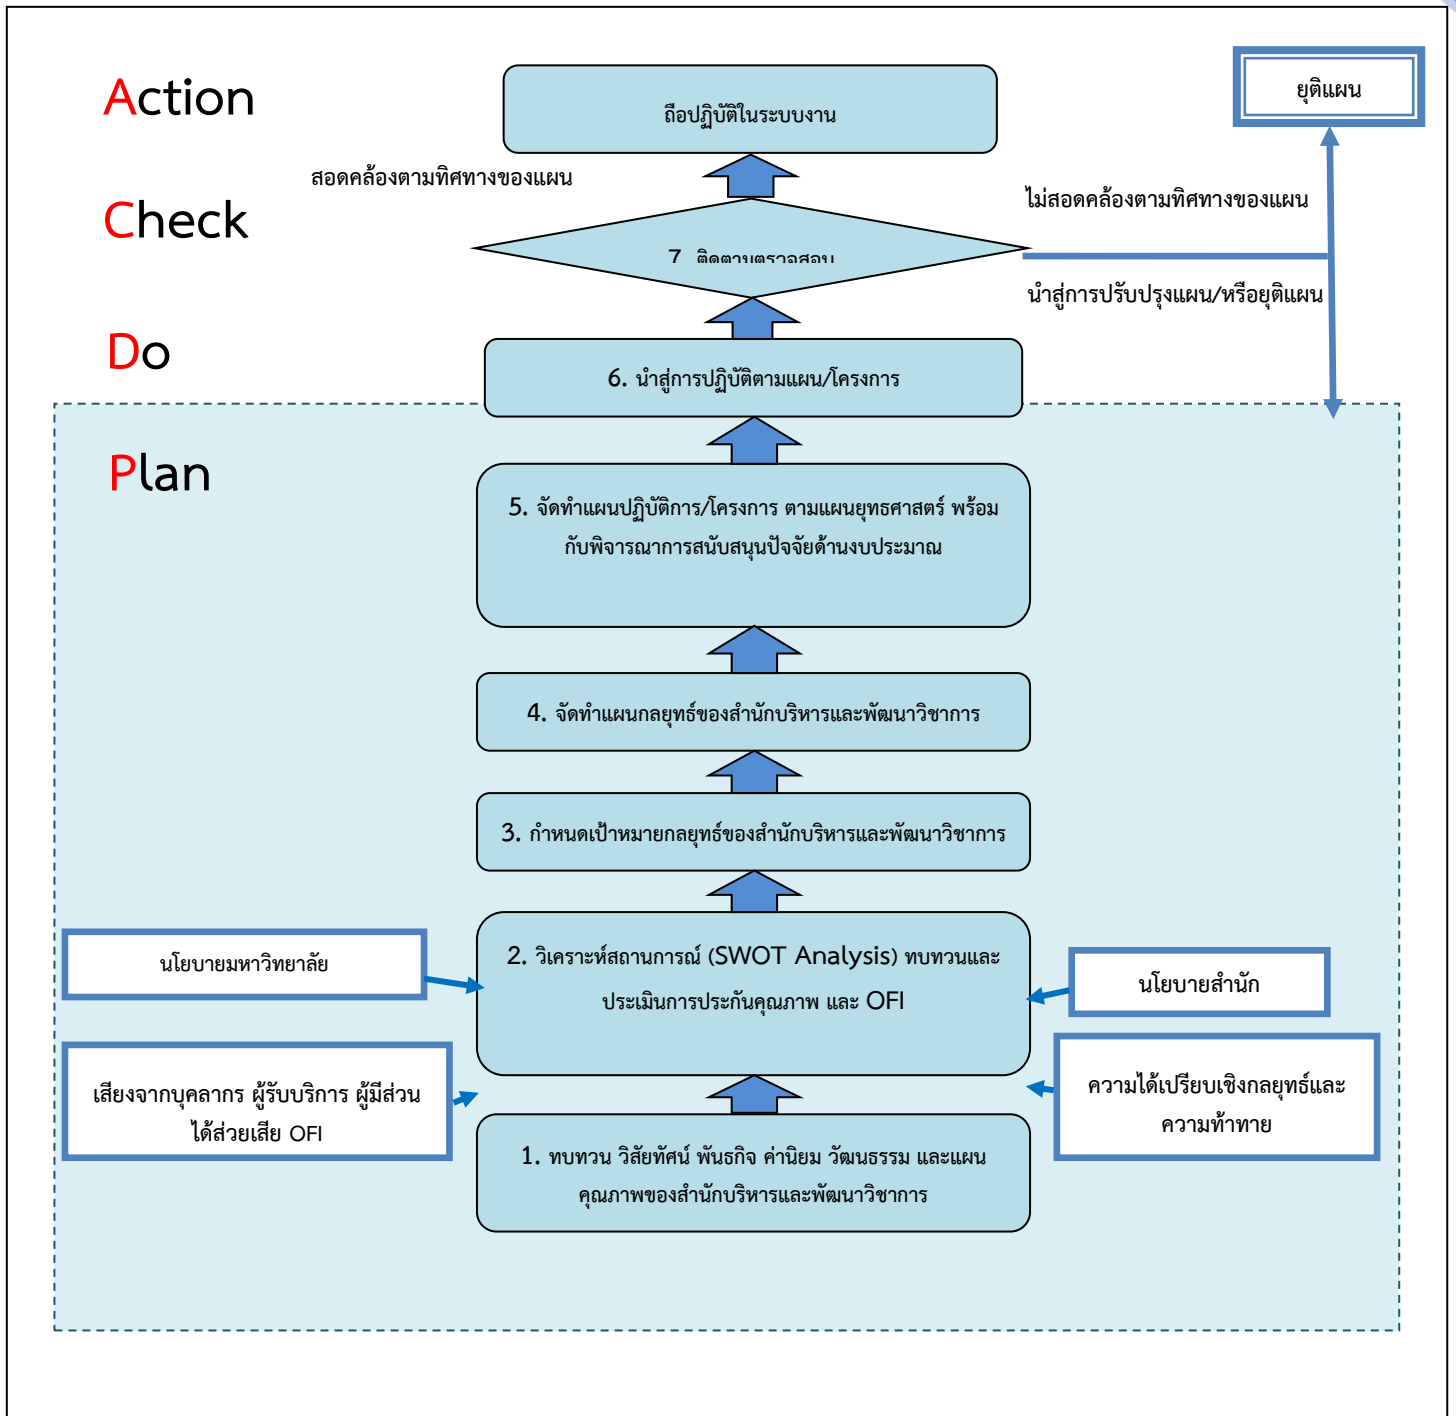 Action
ถือปฏิบัติในระบบงาน
ยุติแผน
สอดคล้องตามทิศทางของแผน
ไม่สอดคล้องตามทิศทางของแผน
Check
7 ติดตามตรวจสอบ
นำสู่การปรับปรุงแผน/หรือยุติแผน
Do
6. นำสู่การปฏิบัติตามแผน/โครงการ
Plan
5. จัดทำแผนปฏิบัติการ/โครงการ ตามแผนยุทธศาสตร์ พร้อม
กับพิจารณาการสนับสนุนปัจจัยด้านงบประมาณ
4. จัดทำแผนกลยุทธ์ของสำนักบริหารและพัฒนาวิชาการ
3. กำหนดเป้าหมายกลยุทธ์ของสำนักบริหารและพัฒนาวิชาการ
นโยบายมหาวิทยาลัย
2. วิเคราะห์สถานการณ์ (SWOT Analysis) ทบทวนและ
ประเมินการประกันคุณภาพ และ OFI
นโยบายสำนัก
เสียงจากบุคลากร ผู้รับบริการ ผู้มีส่วน
ได้ส่วยเสีย OFI
ความได้เปรียบเชิงกลยุทธ์และ
ความท้าทาย
1. ทบทวน วิสัยทัศน์ พันธกิจ ค่านิยม วัฒนธรรม และแผน
คุณภาพของสำนักบริหารและพัฒนาวิชาการ